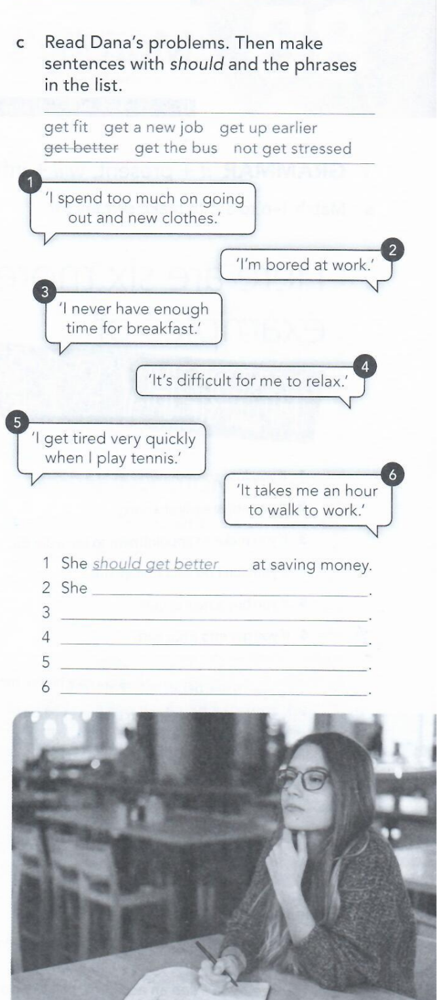 c Read Dana's problems. Then make
sentences with should and the phrases
in the list.
get fit get a new job get up earlier
get better get the bus not get stressed
1
'I spend too much on going
out and new clothes.'
2
'I'm bored at work.'
3
'I never have enough
time for breakfast.'
4
'It's difficult for me to relax.'
5
'I get tired very quickly
when I play tennis.'
6
'It takes me an hour
to walk to work.'
1 She should get better at saving money.
2 She .
3 .
4 .
5 .
6 .